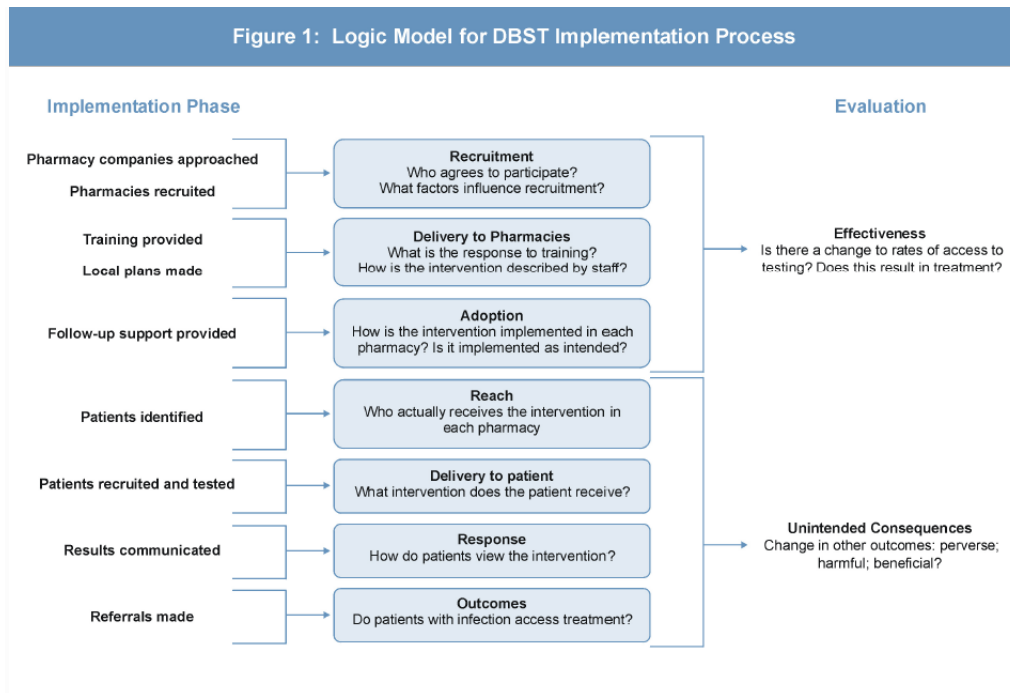 Figure 1: Logic Model for DBST Implementation Process
Implementation Phase
Evaluation
Pharmacy companies approached
Pharmacies recruited
Recruitment
Who agrees to participate?
What factors influence recruitment?
Training provided
Local plans made
Delivery to Pharmacies
What is the response to training?
How is the intervention described by staff?
Follow-up support provided
Adoption
How is the intervention implemented in each
pharmacy? Is it implemented as intended?
Effectiveness
Is there a change to rates of access to
testing? Does this result in treatment?
Patients identified
Reach
Who actually receives the intervention in
each pharmacy
Patients recruited and tested
Delivery to patient
What intervention does the patient receive?
Results communicated
Response
How do patients view the intervention?
Referrals made
Outcomes
Do patients with infection access treatment?
Unintended Consequences
Change in other outcomes: perverse;
harmful; beneficial?